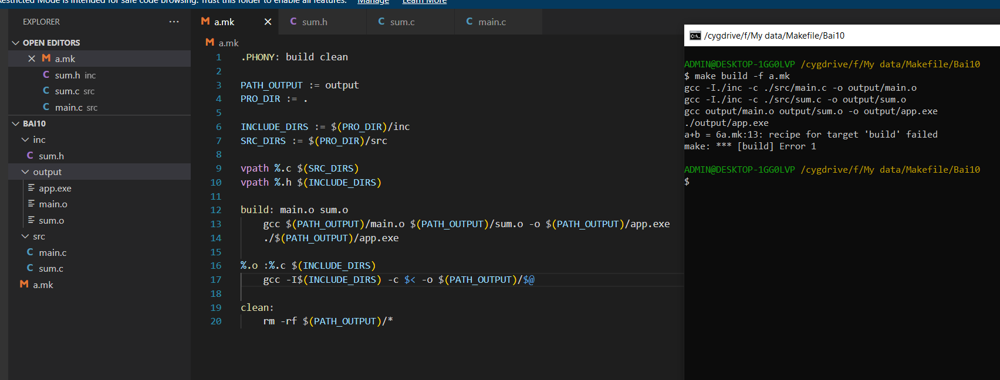 Restricted Mode is intended for safe code browsing. Trust this folder to enable all features. Manage Learn More
EXPLORER ...
OPEN EDITORS
a.mk
sum.h inc
sum.c src
main.c src
BAI10
inc
sum.h
output
app.exe
main.o
sum.o
src
main.c
sum.c
a.mk
a.mk
sum.h
sum.c
main.c
a.mk
1 .PHONY: build clean
2
3 PATH_OUTPUT := output
4 PRO_DIR := .
5
6 INCLUDE_DIRS := $(PRO_DIR)/inc
7 SRC_DIRS := $(PRO_DIR)/src
8
9 vpath %.c $(SRC_DIRS)
10 vpath %.h $(INCLUDE_DIRS)
11
12 build: main.o sum.o
13 gcc $(PATH_OUTPUT)/main.o $(PATH_OUTPUT)/sum.o -o $(PATH_OUTPUT)/app.exe
14 ./$(PATH_OUTPUT)/app.exe
15
16 %.o :%.c $(INCLUDE_DIRS)
17 gcc -I$(INCLUDE_DIRS) -c $< -o $(PATH_OUTPUT)/$@
18
19 clean:
20 rm -rf $(PATH_OUTPUT)/*
/cygdrive/f/My data/Makefile/Bai10
ADMIN@DESKTOP-1GG0LVP /cygdrive/f/My data/Makefile/Bai10
$ make build -f a.mk
gcc -I./inc -c ./src/main.c -o output/main.o
gcc -I./inc -c ./src/sum.c -o output/sum.o
gcc output/main.o output/sum.o -o output/app.exe
./output/app.exe
a+b = 6a.mk:13: recipe for target 'build' failed
make: *** [build] Error 1
ADMIN@DESKTOP-1GG0LVP /cygdrive/f/My data/Makefile/Bai10
$